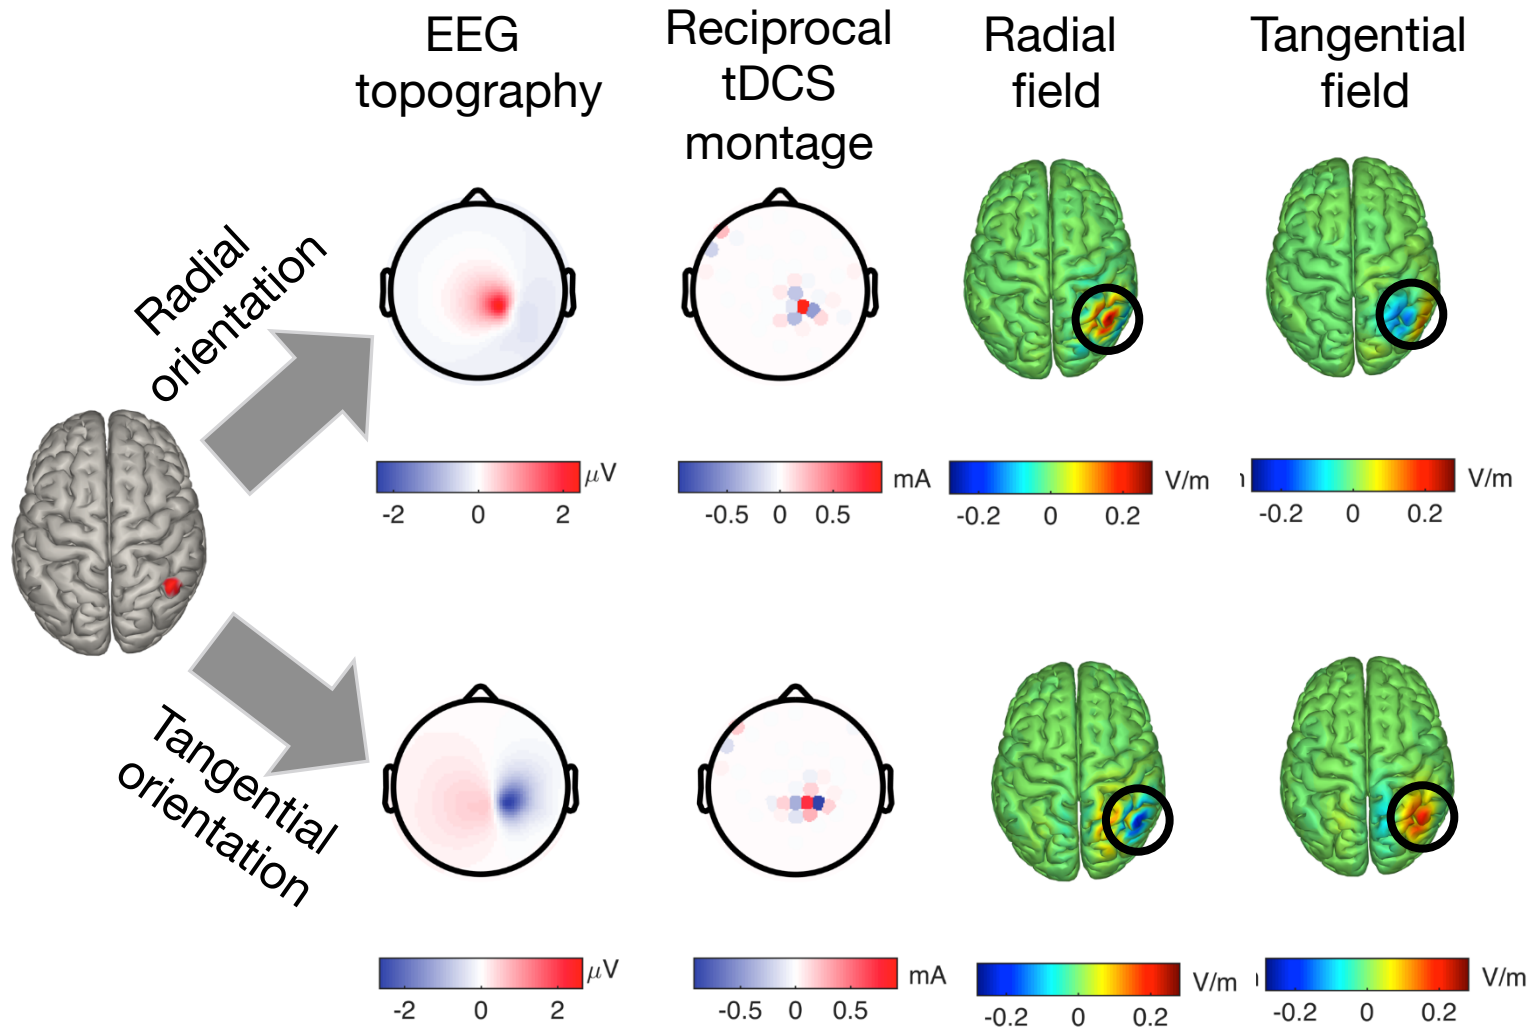 EEG
topography
Reciprocal
tDCS
montage
Radial
field
Tangential
field
Radial
orientation
μV
-2 0 2
mA
-0.5 0 0.5
V/m
-0.2 0 0.2
V/m
-0.2 0 0.2
Tangential
orientation
μV
-2 0 2
mA
-0.5 0 0.5
V/m
-0.2 0 0.2
V/m
-0.2 0 0.2